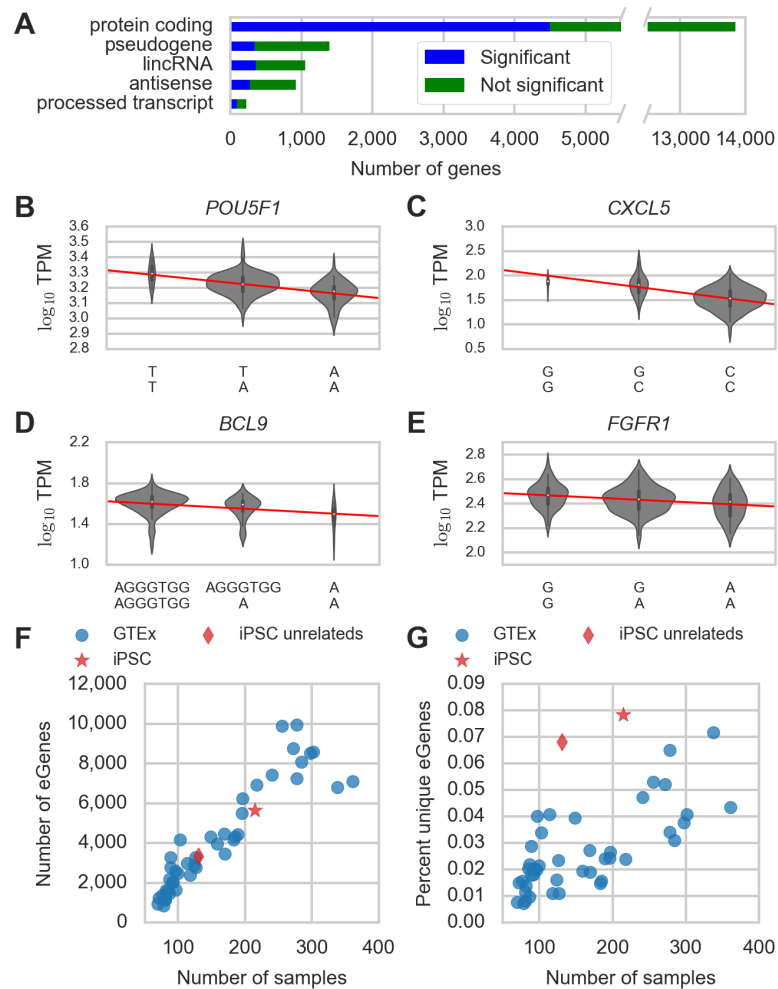 A
protein coding
pseudogene
lincRNA
antisense
processed transcript
Significant
Not significant
0 1,000 2,000 3,000 4,000 5,000 13,000 14,000
Number of genes
B POU5F1
log10 TPM
3.6
3.5
3.4
3.3
3.2
3.1
3.0
2.9
2.8
T T A
T A A
C CXCL5
log10 TPM
3.0
2.5
2.0
1.5
1.0
0.5
G G C
G C C
D BCL9
log10 TPM
2.2
1.8
1.4
1.0
AGGGTGG AGGGTGG A
AGGGTGG A A
E FGFR1
log10 TPM
2.8
2.6
2.4
2.2
2.0
G G A
G A A
F
GTEx iPSC unrelateds
iPSC
Number of eGenes
12,000
10,000
8,000
6,000
4,000
2,000
0
100 200 300 400
Number of samples
G
GTEx iPSC unrelateds
iPSC
Percent unique eGenes
0.09
0.08
0.07
0.06
0.05
0.04
0.03
0.02
0.01
0.00
100 200 300 400
Number of samples